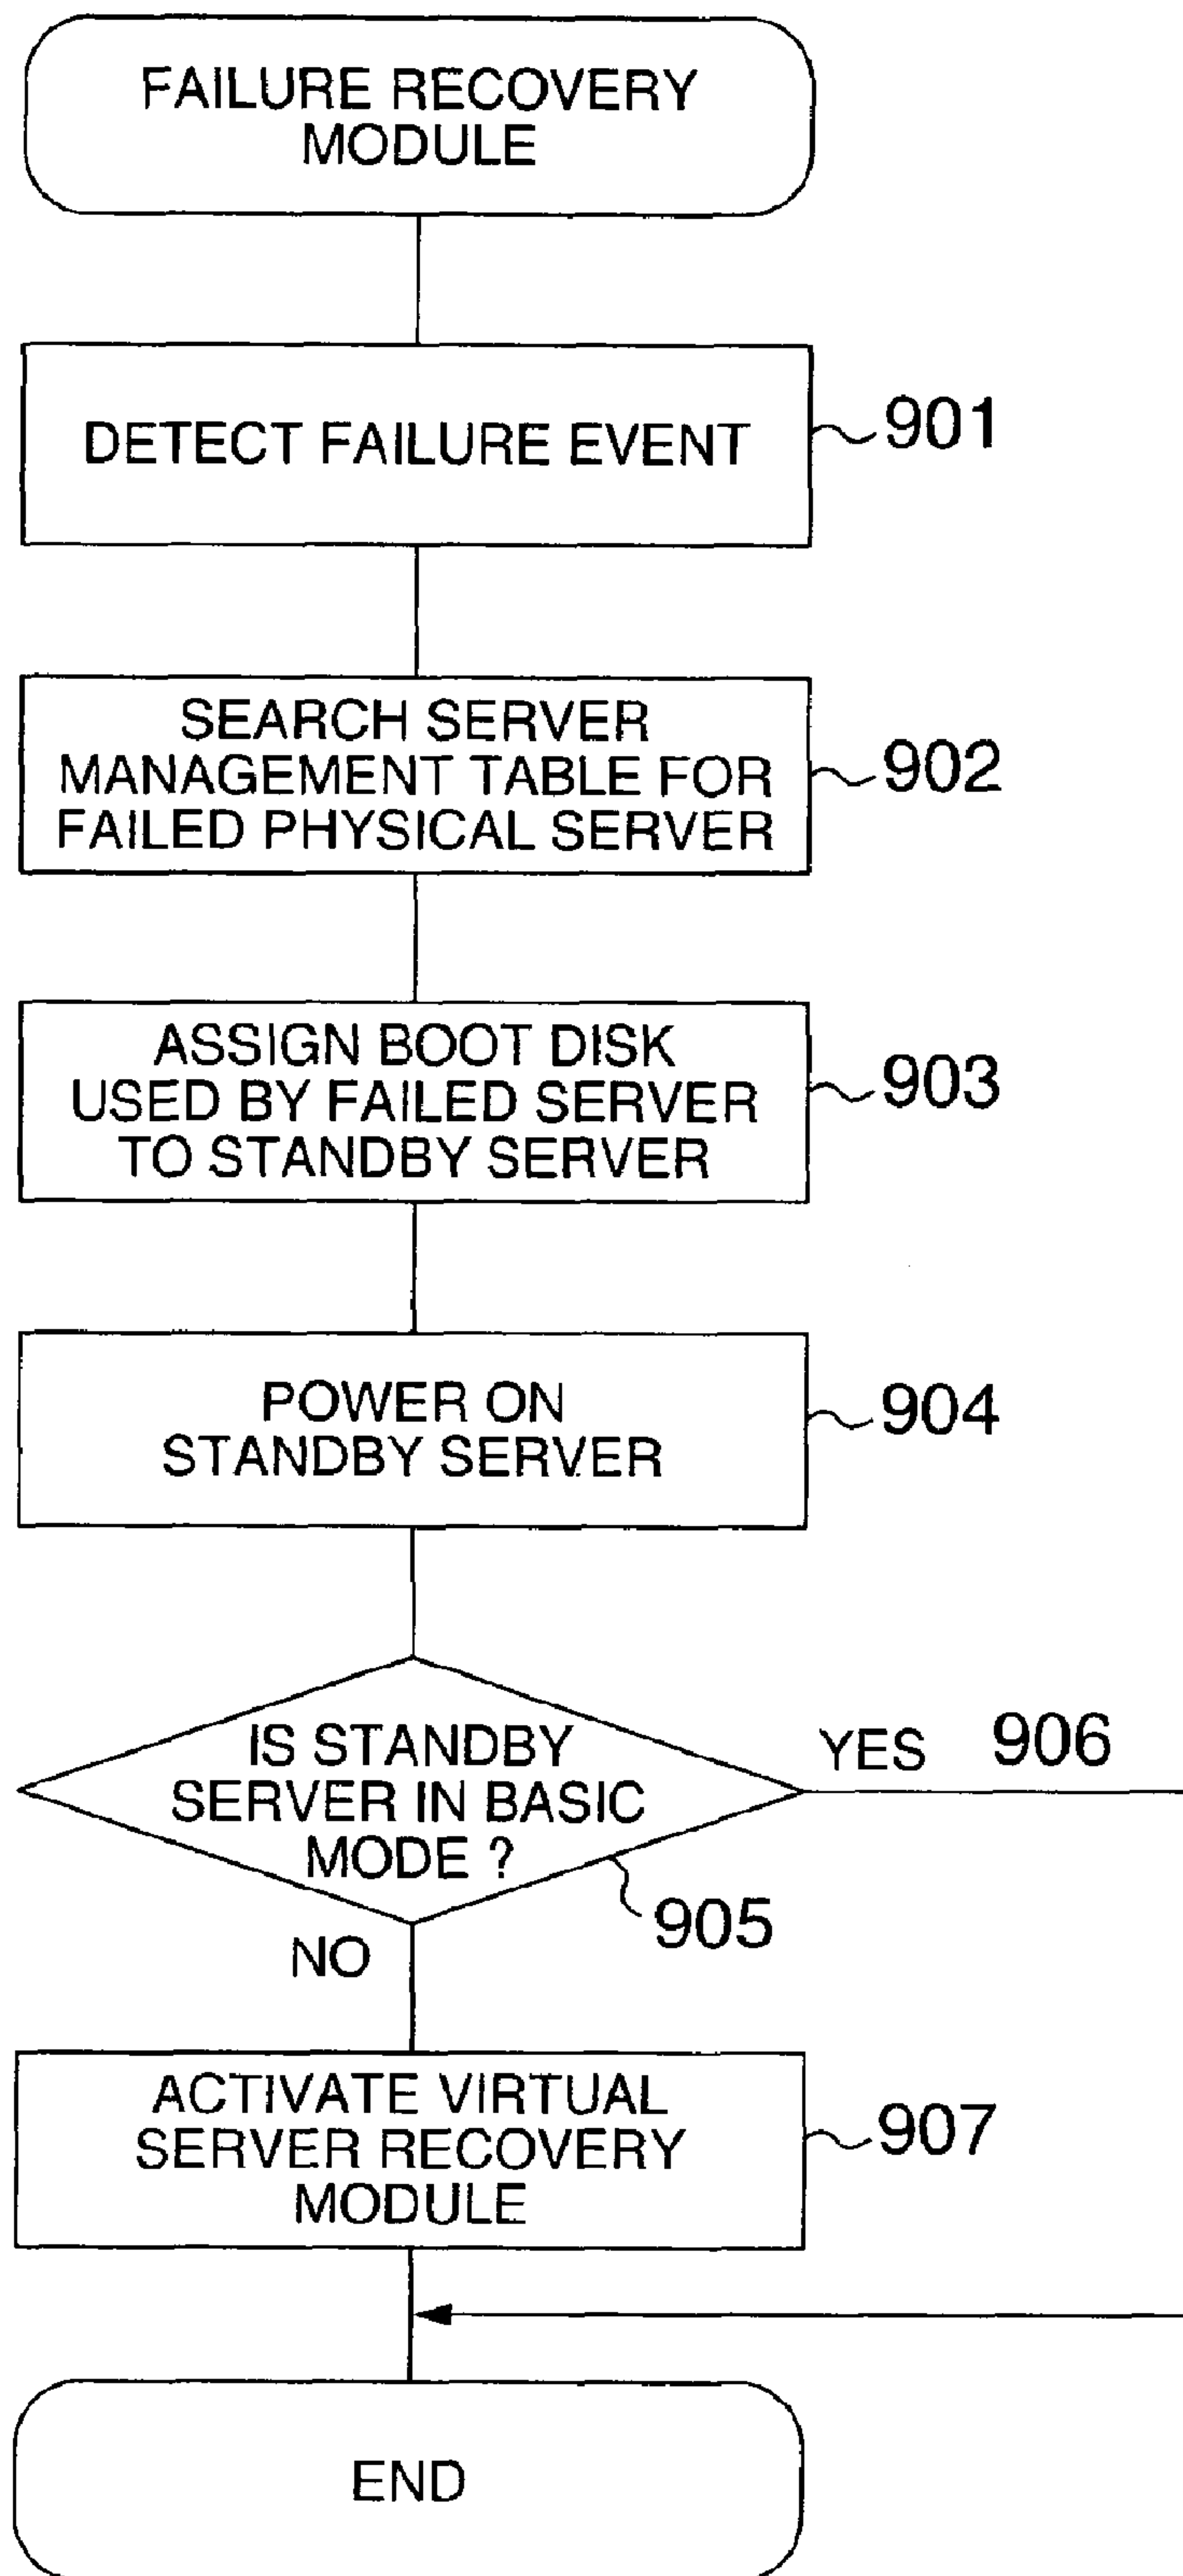 FAILURE RECOVERY
MODULE
DETECT FAILURE EVENT
901
SEARCH SERVER
MANAGEMENT TABLE FOR
FAILED PHYSICAL SERVER
902
ASSIGN BOOT DISK
USED BY FAILED SERVER
TO STANDBY SERVER
903
POWER ON
STANDBY SERVER
904
IS STANDBY
SERVER IN BASIC
MODE ?
YES 906
905
NO
ACTIVATE VIRTUAL
SERVER RECOVERY
MODULE
907
END